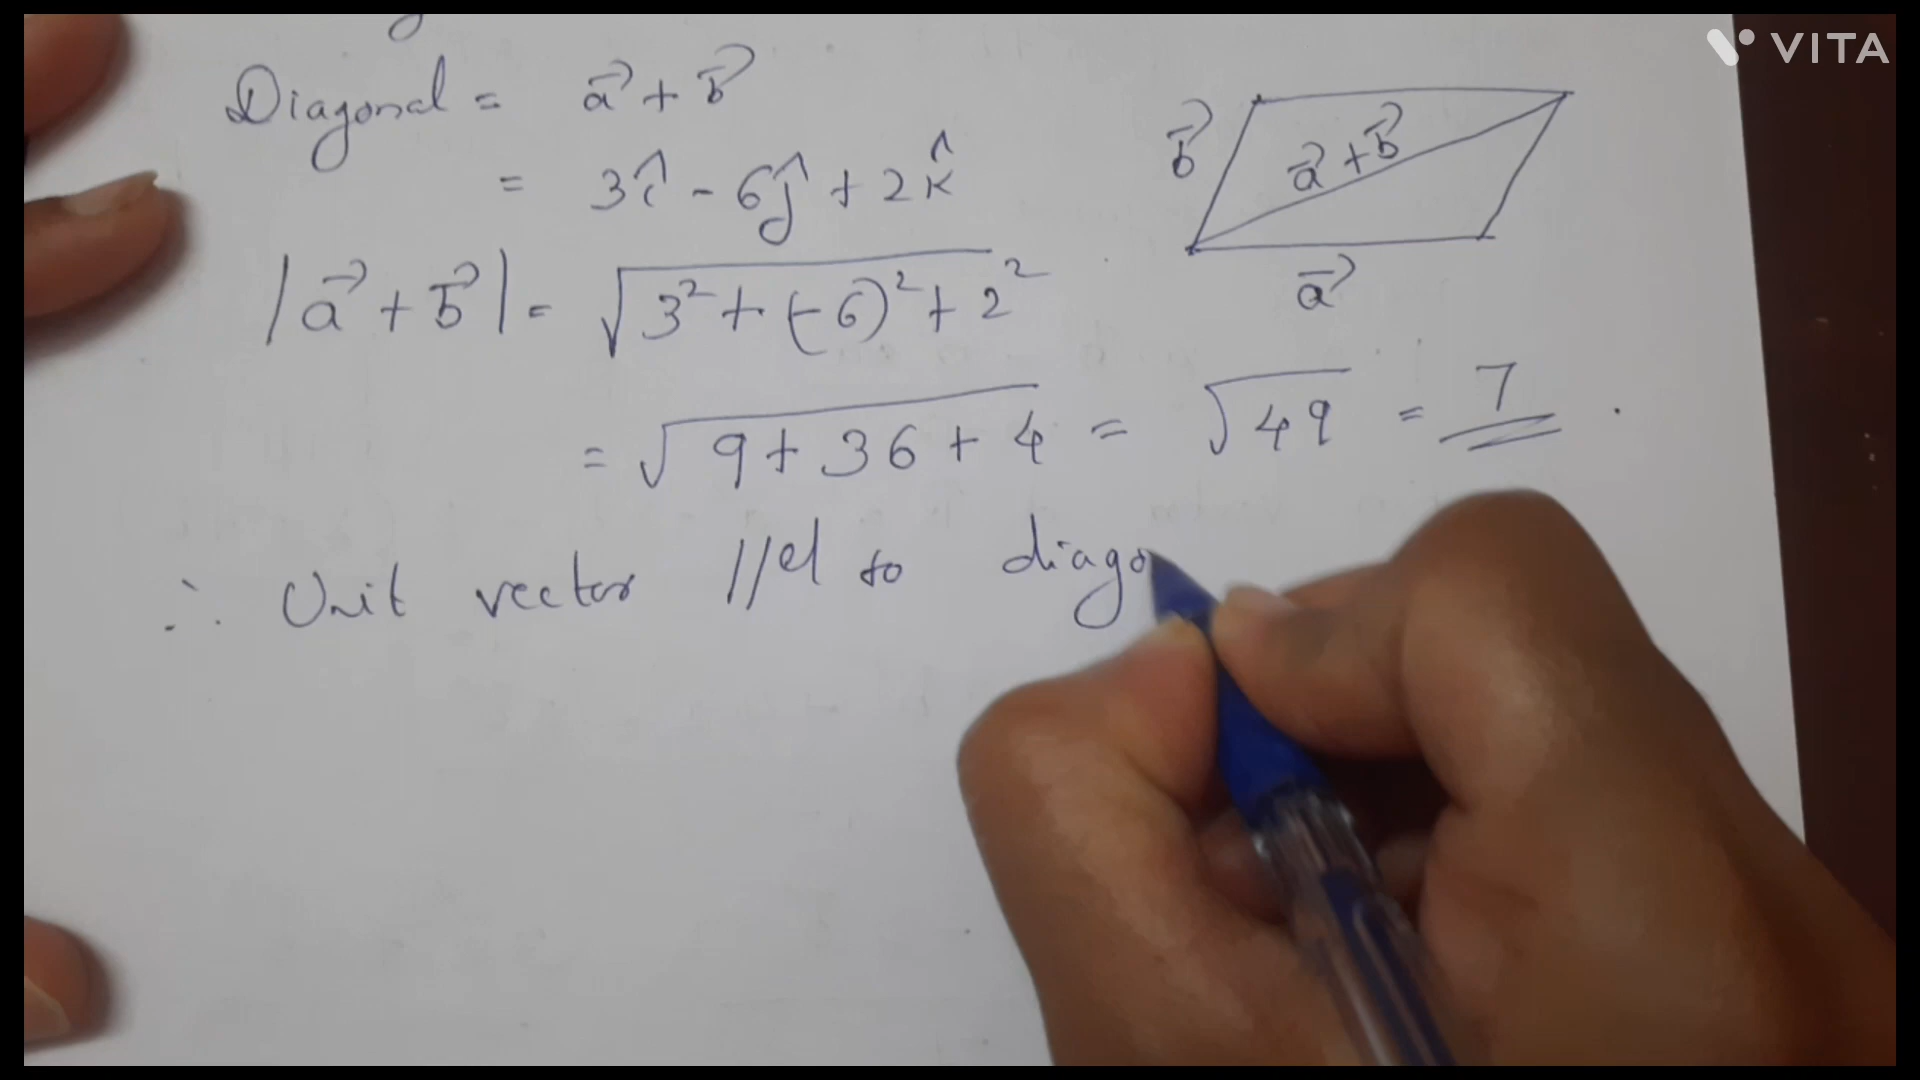 VITA
Diagonal = a⃗ + b⃗
= 3î - 6ĵ + 2k̂
|a⃗ + b⃗| = √3² + (-6)² + 2²
= √9 + 36 + 4 = √49 = 7
∴ Unit vector //el to diago
b⃗
a⃗ + b⃗
a⃗